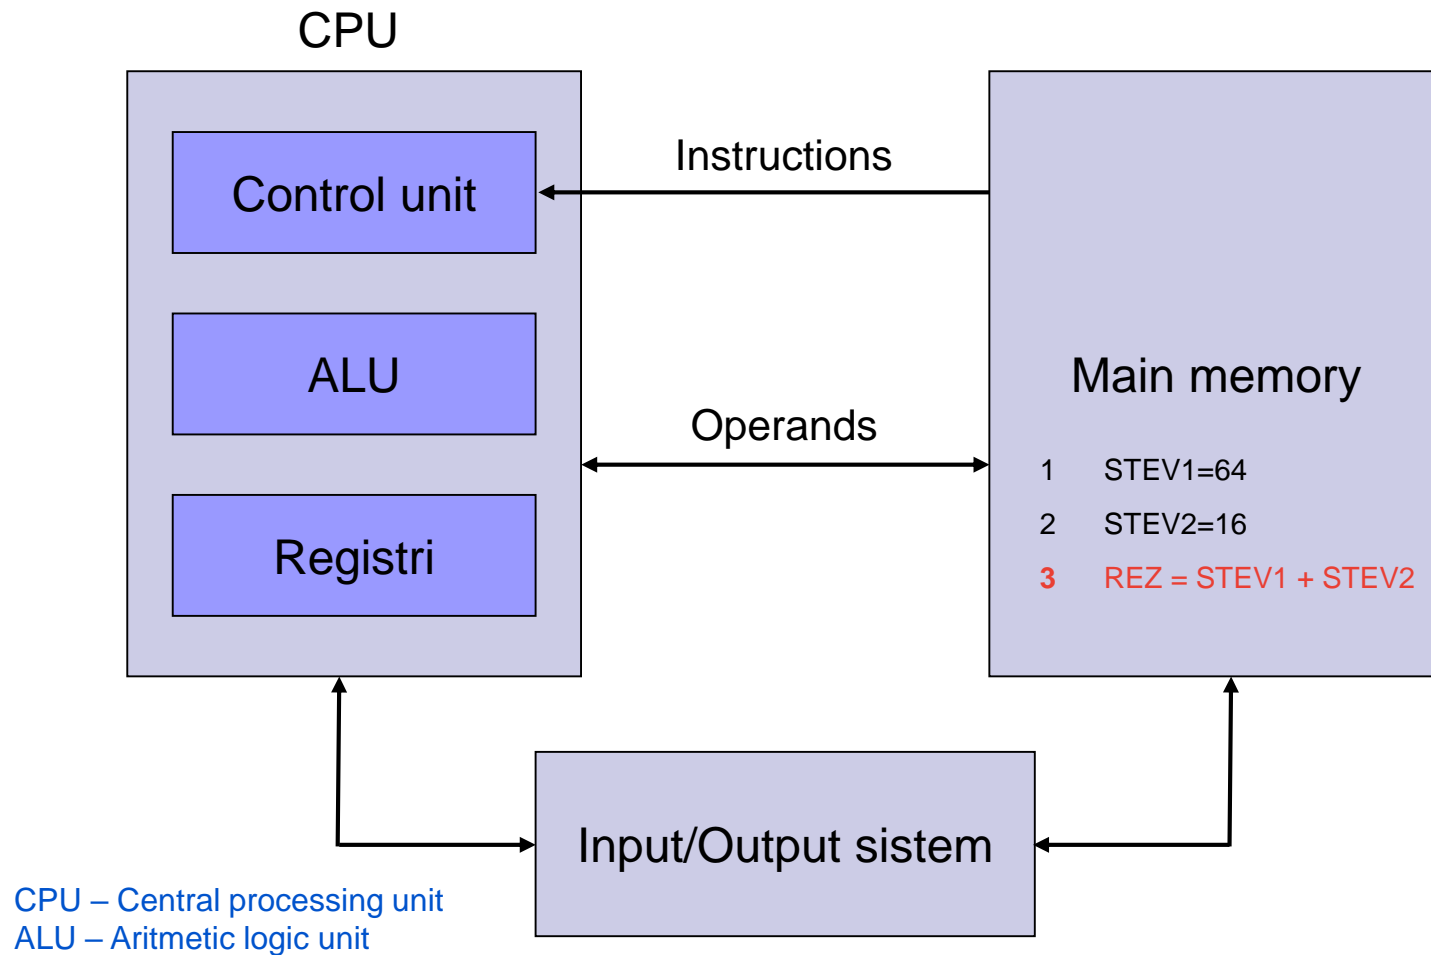 CPU
Control unit
ALU
Registri
Instructions
Operands
Main memory
1 STEV1=64
2 STEV2=16
3 REZ = STEV1 + STEV2
Input/Output sistem
CPU – Central processing unit
ALU – Aritmetic logic unit